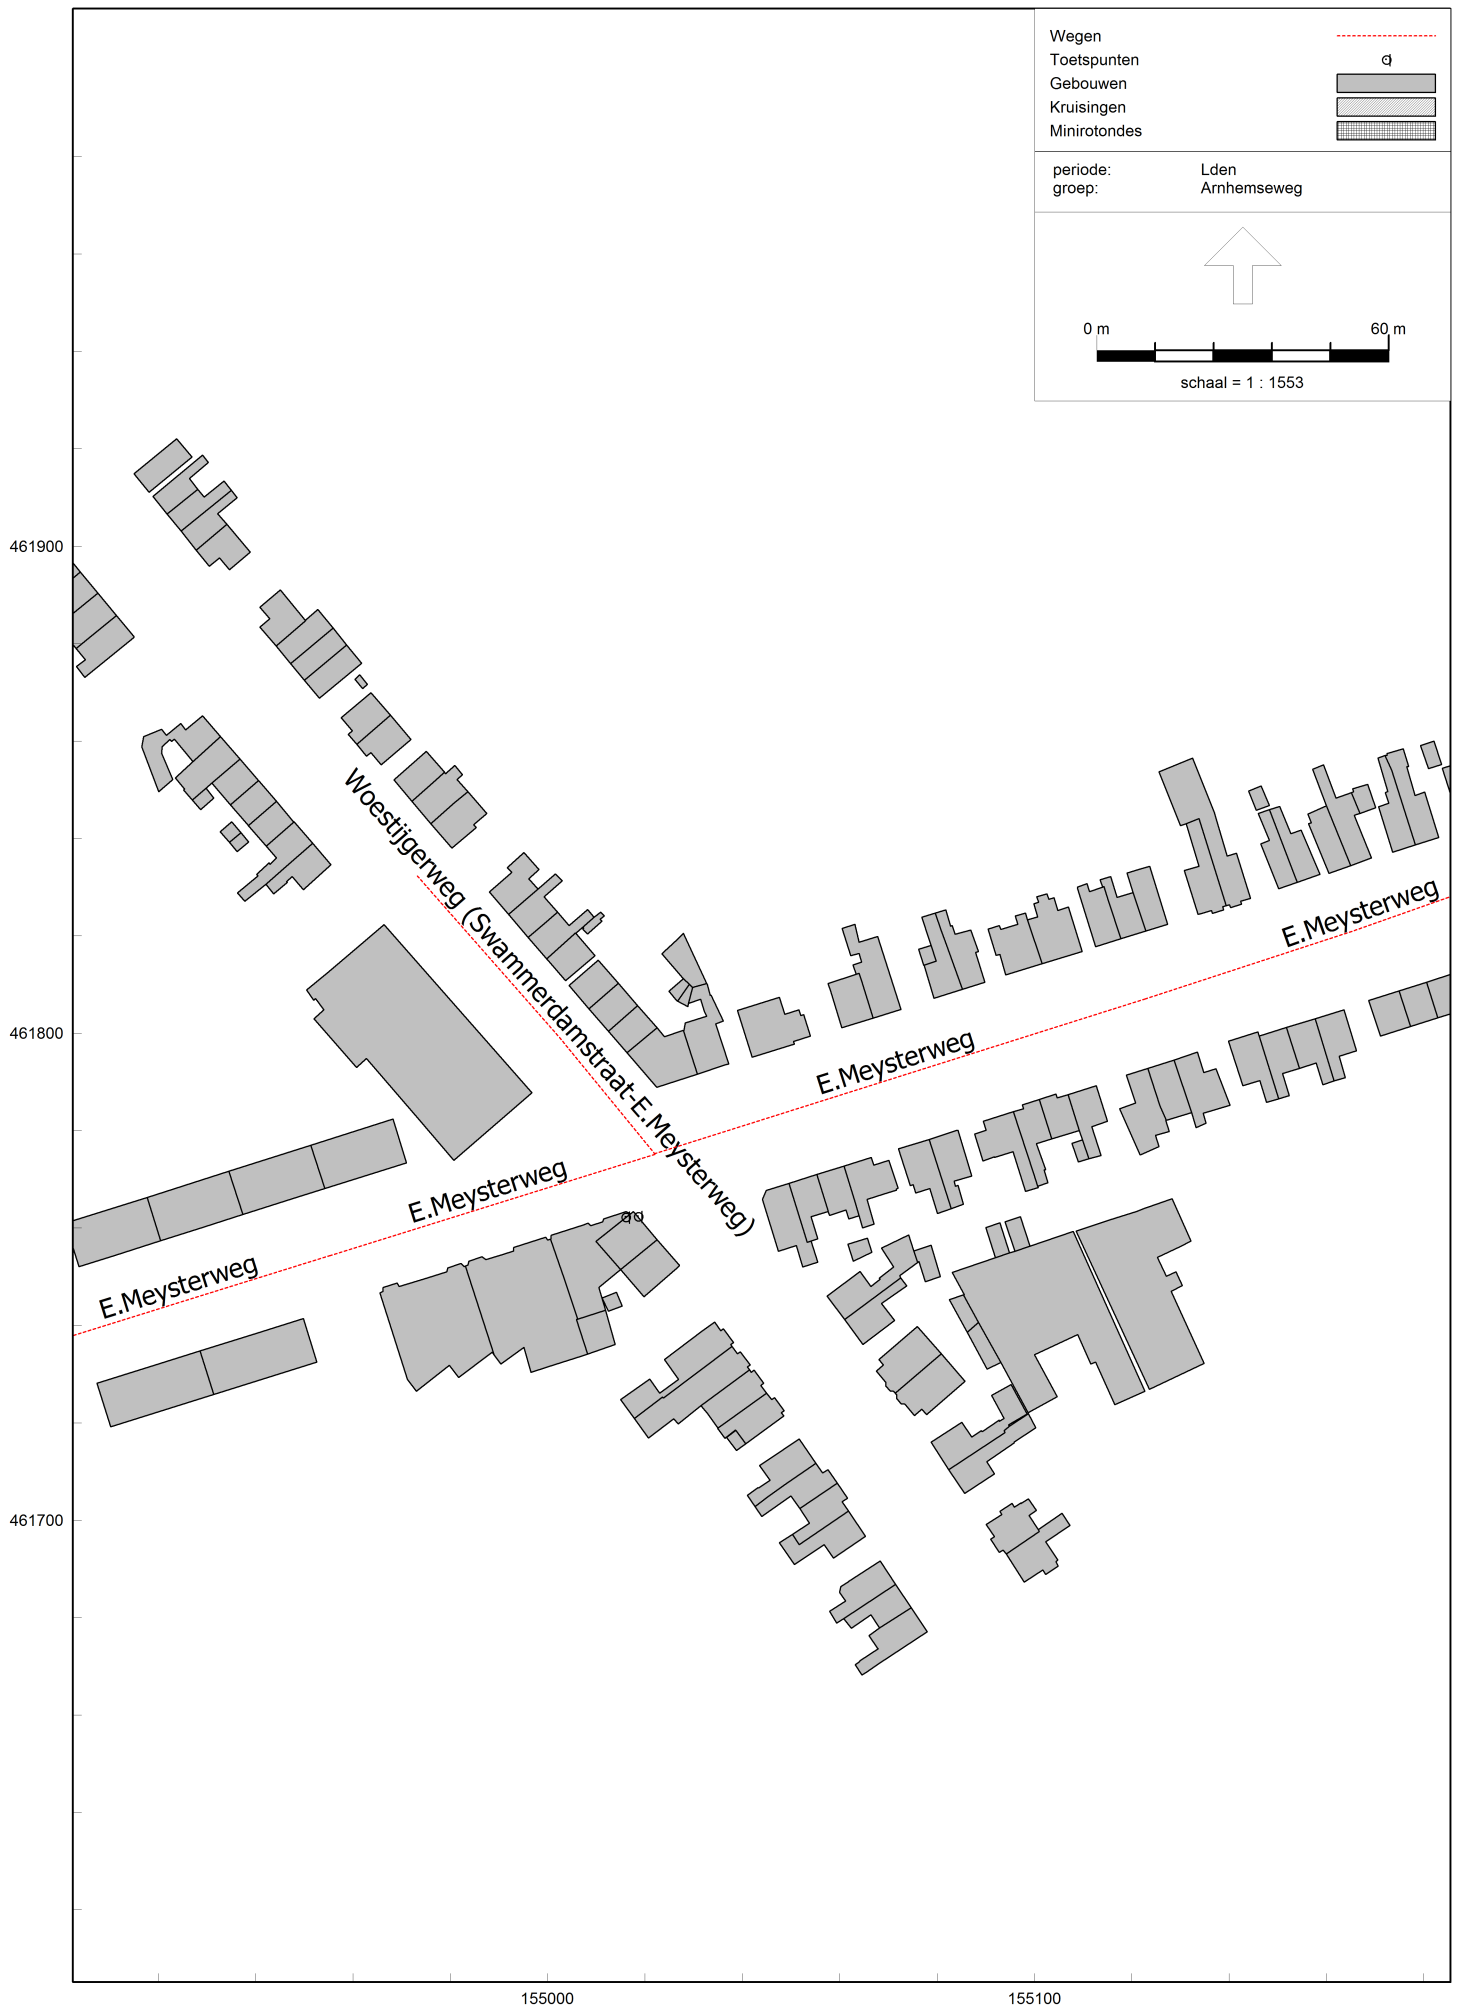 Wegen
Toetspunten
Gebouwen
Kruisingen
Minirotondes
periode: Lden
groep: Arnhemseweg
0 m 60 m
schaal = 1 : 1553
461900
Woestijgerweg (Swammerdamstraat-E.Meysterweg)
E.Meysterweg
461800
E.Meysterweg
E.Meysterweg
E.Meysterweg
461700
155000 155100